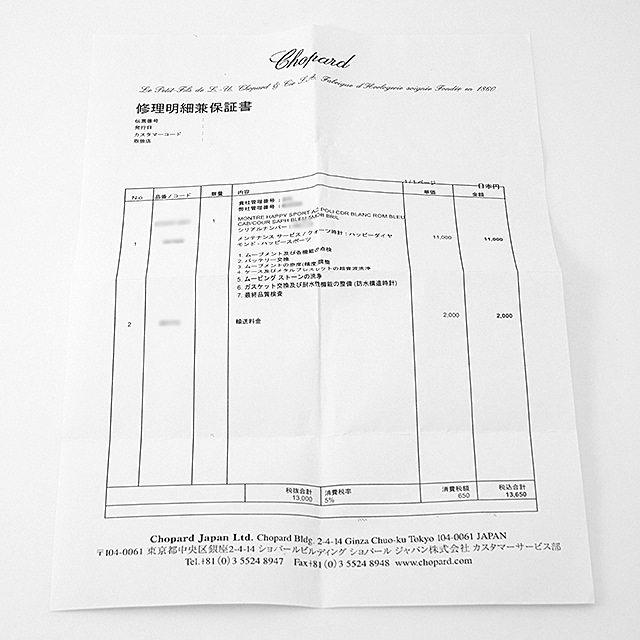 Chopard
Le Petit-Fils de L.-U. Chopard & Cie S.A. Fabrique d'Horlogerie soignée Fondée en 1860
修理明細兼保証書
伝票番号 :
発行日 :
カスタマーコード :
取扱店 :
1/1ページ 日本円
No 品番/コード 数量 内容 単価 金額
貴社管理番号 :
弊社管理番号 :
1 1 MONTRE HAPPY SPORT AC POLI CDR BLANC ROM BLEU
CAB/COUR SAPH BLEU 5MOB BRIL
シリアルナンバー :
メンテナンス サービス / クォーツ時計 : ハッピーダイヤ 11,000 11,000
モンド・ハッピースポーツ
1. ムーブメント及び各機能の点検
2. バッテリー交換
3. ムーブメントの歩度(精度)調整
4. ケース及びメタルブレスレットの超音波洗浄
5. ムービング ストーンの洗浄
6. ガスケット交換及び耐水性機能の整備 (防水構造時計)
7. 最終品質検査
2 輸送料金 2,000 2,000
税抜合計 消費税率 消費税額 税込合計
13,000 5% 650 13,650
Chopard Japan Ltd. Chopard Bldg. 2-4-14 Ginza Chuo-ku Tokyo 104-0061 JAPAN
〒104-0061 東京都中央区銀座2-4-14 ショパールビルディング ショパール ジャパン株式会社 カスタマーサービス部
Tel.+81 (0) 3 5524 8947 Fax+81 (0) 3 5524 8948 www.chopard.com